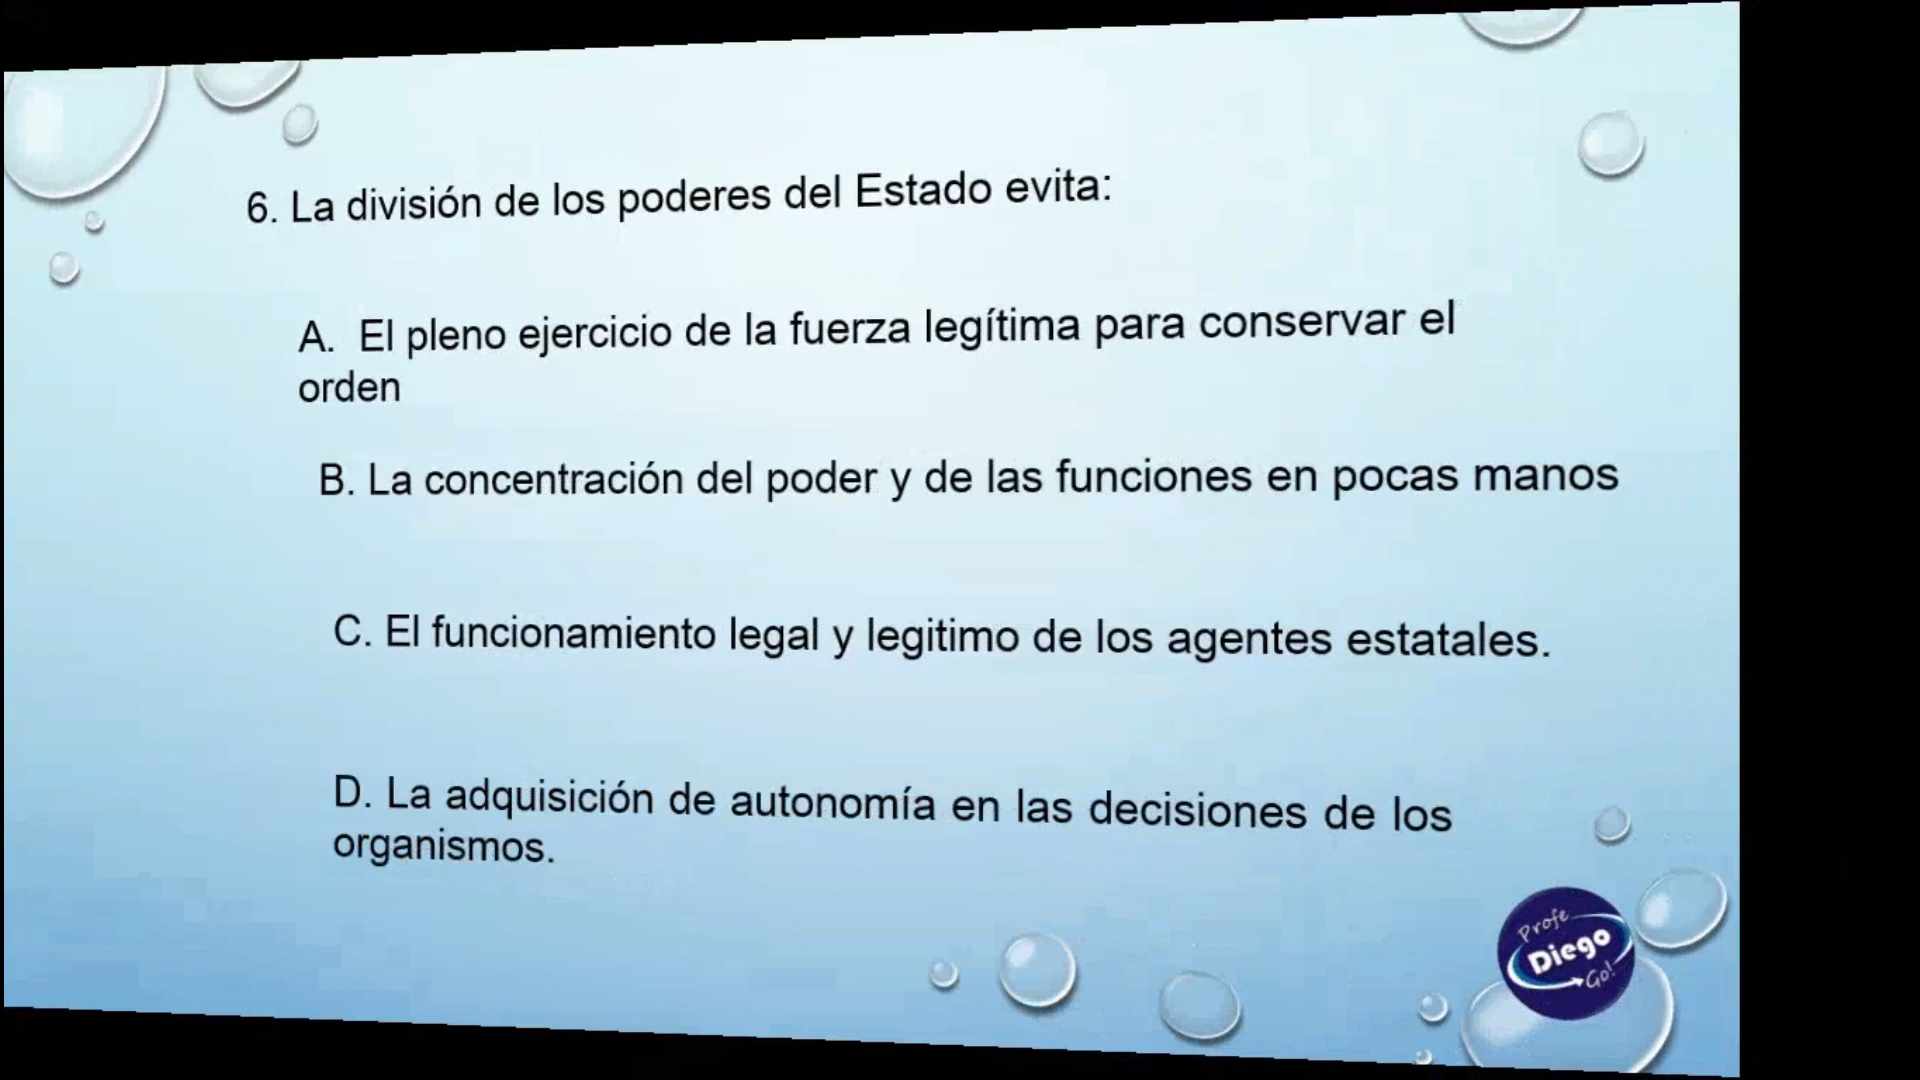 6. La división de los poderes del Estado evita:
A. El pleno ejercicio de la fuerza legítima para conservar el
orden
B. La concentración del poder y de las funciones en pocas manos
C. El funcionamiento legal y legitimo de los agentes estatales.
D. La adquisición de autonomía en las decisiones de los
organismos.
Profe
Diego
Go!